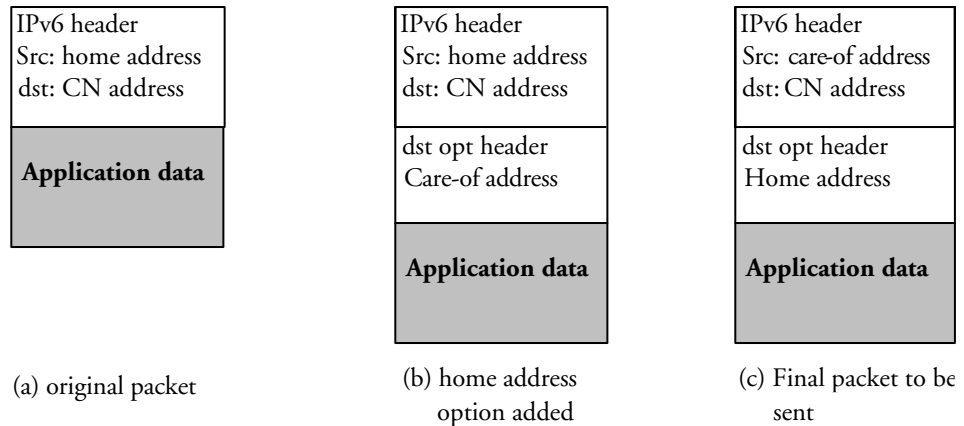 IPv6 header
Src: home address
dst: CN address
Application data
(a) original packet
IPv6 header
Src: home address
dst: CN address
dst opt header
Care-of address
Application data
(b) home address
option added
IPv6 header
Src: care-of address
dst: CN address
dst opt header
Home address
Application data
(c) Final packet to be
sent